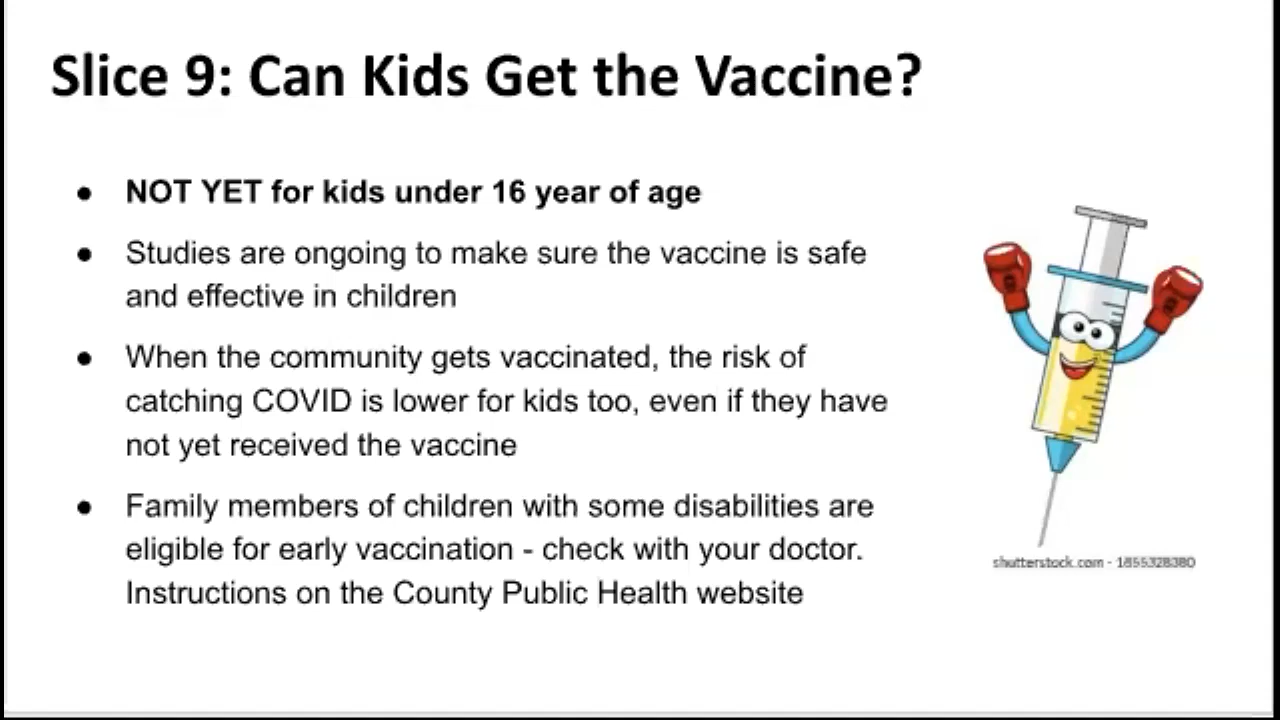 Slice 9: Can Kids Get the Vaccine?
● NOT YET for kids under 16 year of age
● Studies are ongoing to make sure the vaccine is safe
and effective in children
● When the community gets vaccinated, the risk of
catching COVID is lower for kids too, even if they have
not yet received the vaccine
● Family members of children with some disabilities are
eligible for early vaccination - check with your doctor.
Instructions on the County Public Health website
shutterstock.com · 1855328380